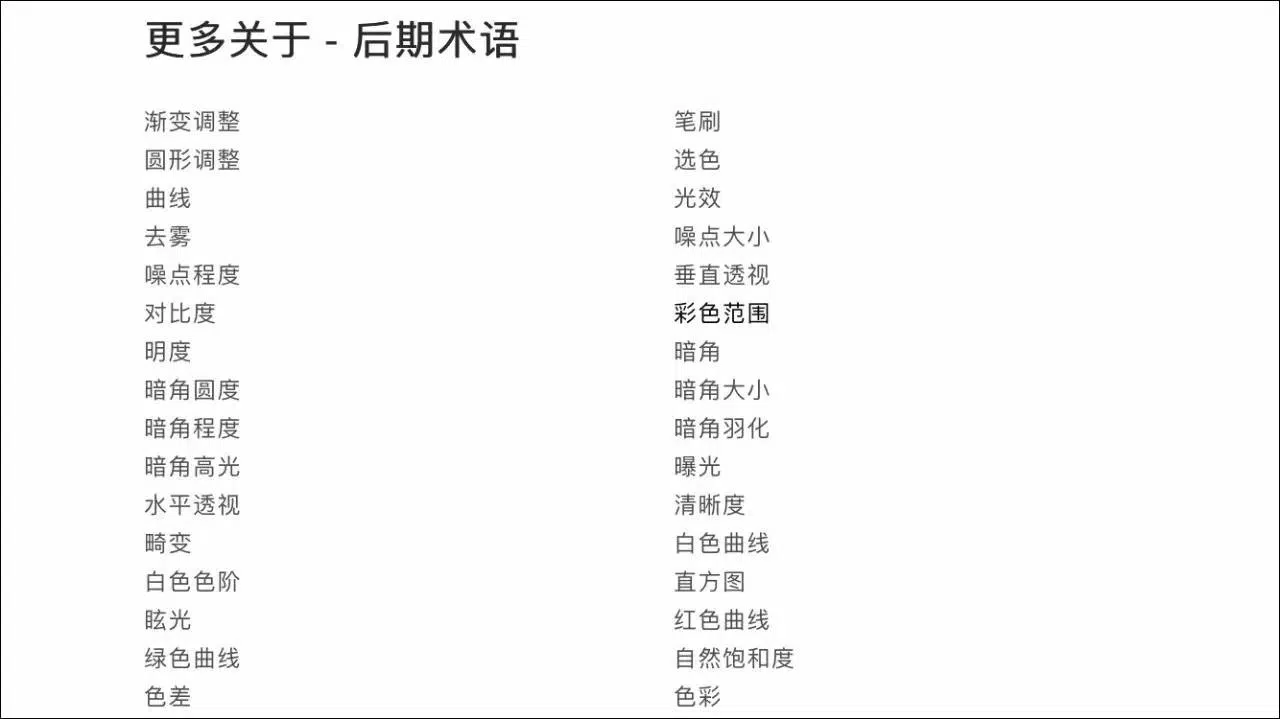 更多关于 - 后期术语
渐变调整
笔刷
圆形调整
选色
曲线
光效
去雾
噪点大小
噪点程度
垂直透视
对比度
彩色范围
明度
暗角
暗角圆度
暗角大小
暗角程度
暗角羽化
暗角高光
曝光
水平透视
清晰度
畸变
白色曲线
白色色阶
直方图
眩光
红色曲线
绿色曲线
自然饱和度
色差
色彩